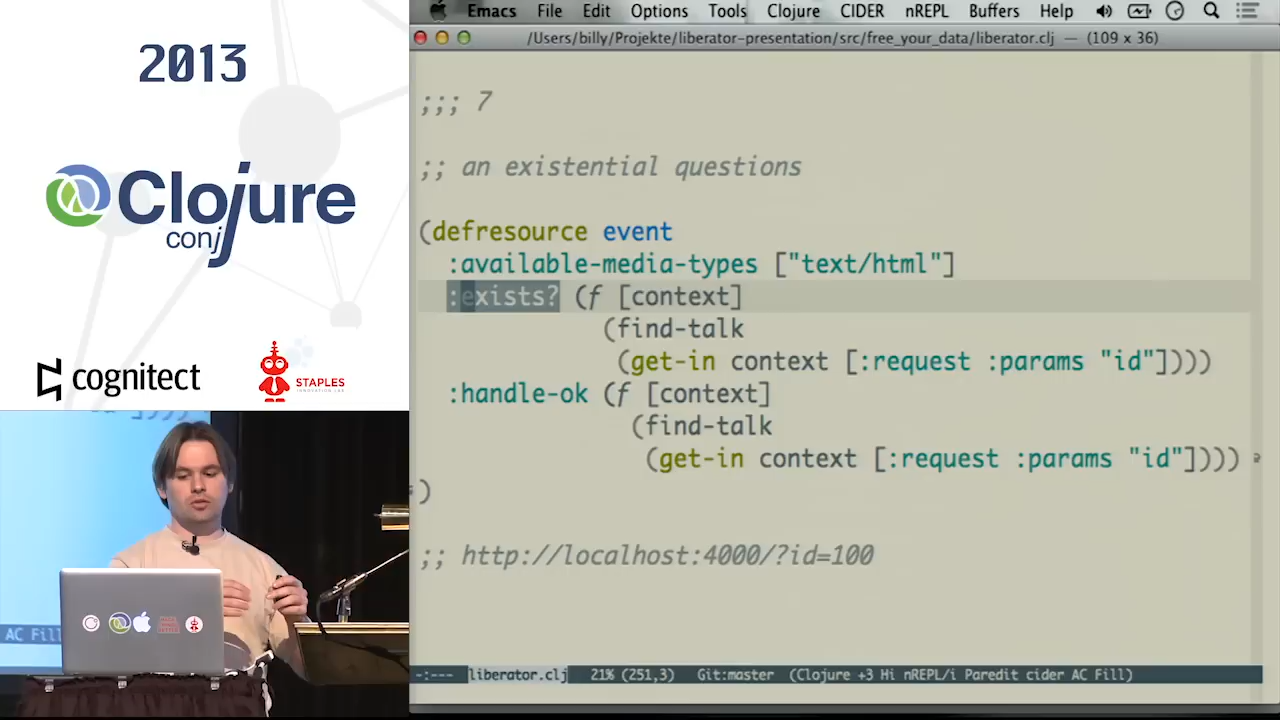 2013
Clojure
conj
cognitect
STAPLES
INNOVATION LAB
AC Fill
Emacs File Edit Options Tools Clojure CIDER nREPL Buffers Help
/Users/billy/Projekte/liberator-presentation/src/free_your_data/liberator.clj — (109 x 36)
;;; 7
;; an existential questions
(defresource event
:available-media-types ["text/html"]
:exists? (ƒ [context]
(find-talk
(get-in context [:request :params "id"])))
:handle-ok (ƒ [context]
(find-talk
(get-in context [:request :params "id"])))
)
;; http://localhost:4000/?id=100
-:--- liberator.clj 21% (251,3) Git:master (Clojure +3 Hi nREPL/i Paredit cider AC Fill)